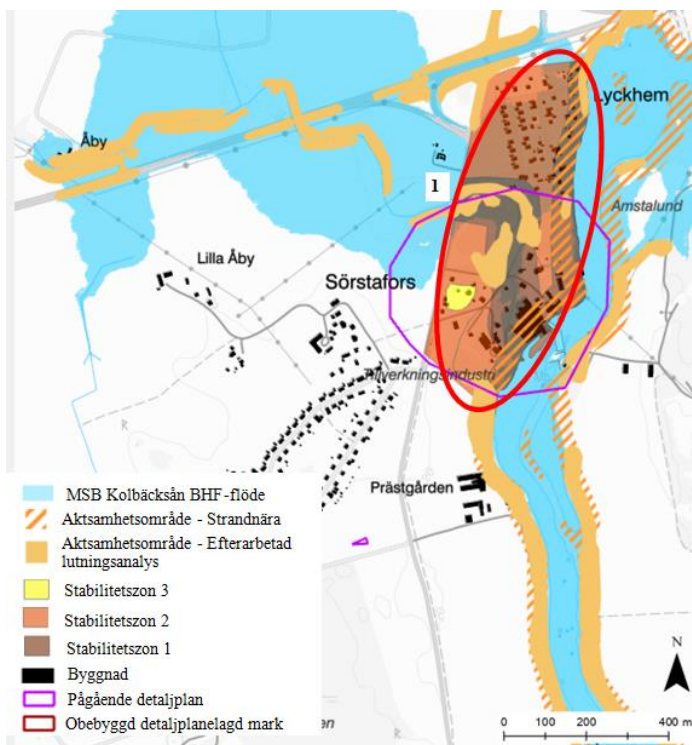 Lyckhem
Åby
1
Amstalund
Lilla Åby
Sörstafors
Tillverkningsindustri
Prästgården
MSB Kolbäcksån BHF-flöde
Aktsamhetsområde - Strandnära
Aktsamhetsområde - Efterarbetad
lutningsanalys
Stabilitetszon 3
Stabilitetszon 2
Stabilitetszon 1
Byggnad
Pågående detaljplan
Obebyggd detaljplanelagd mark
N
0 100 200 400 m